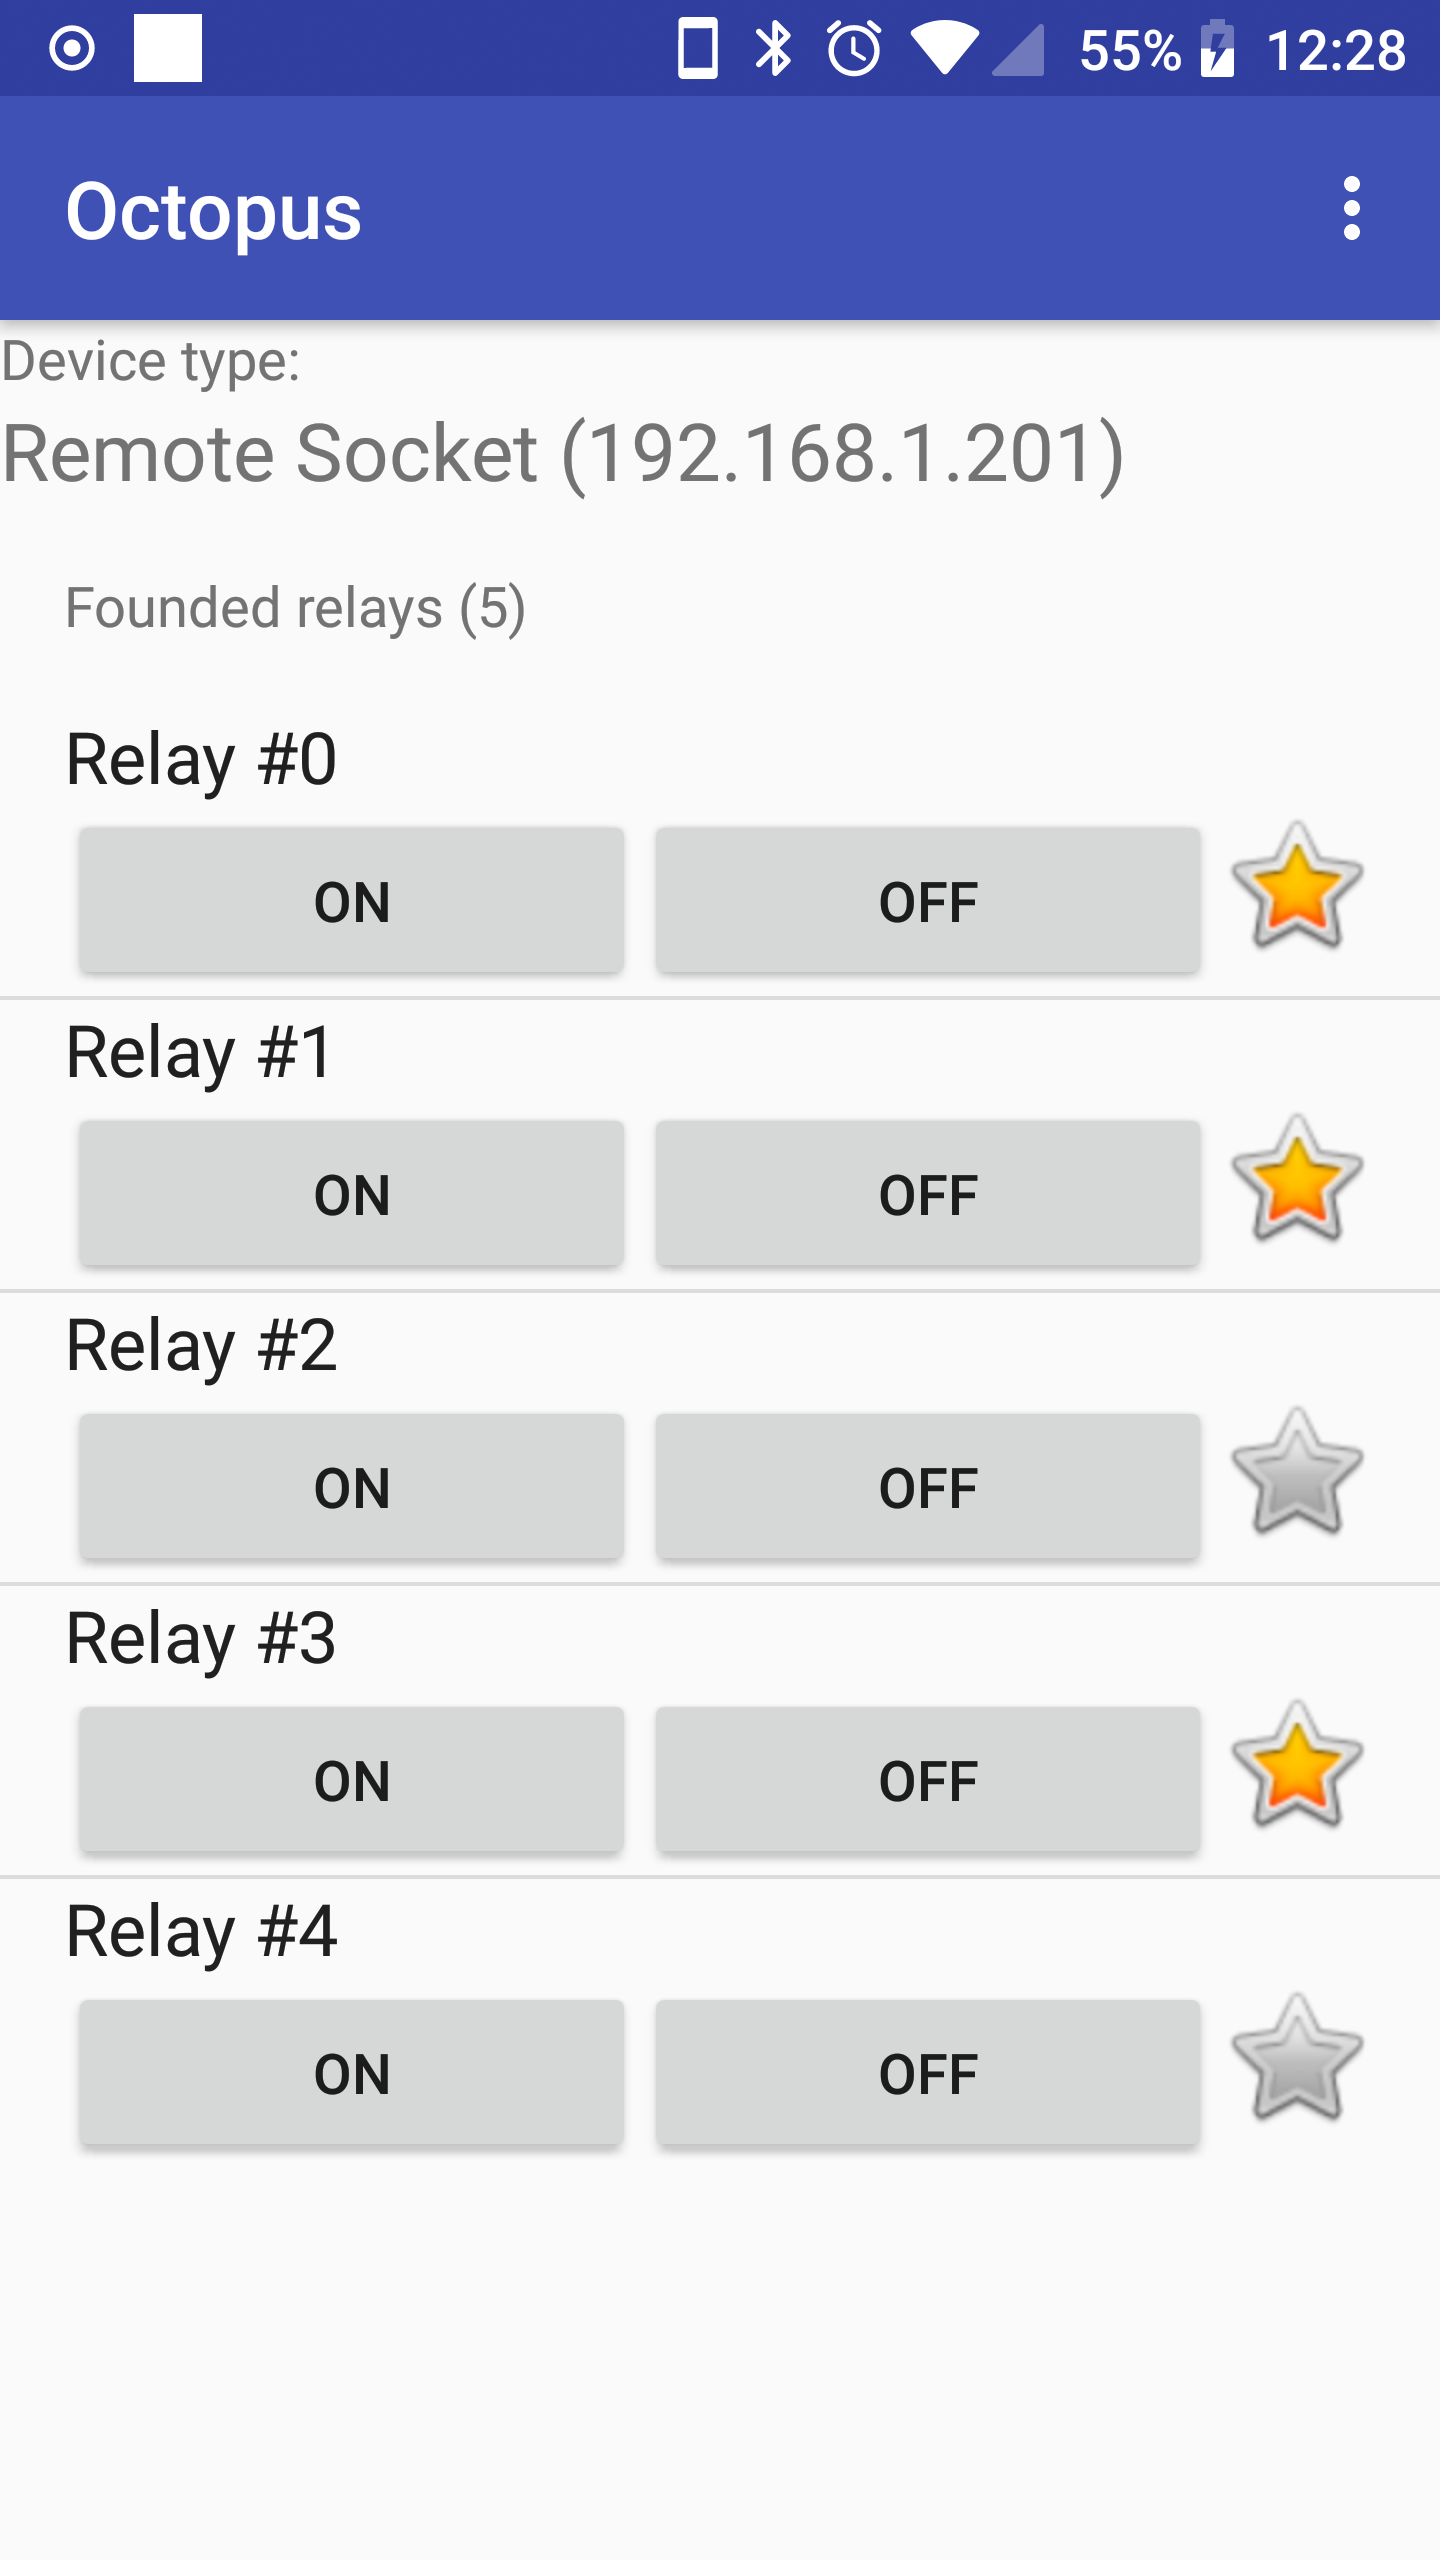 55% 12:28
Octopus
Device type:
Remote Socket (192.168.1.201)
Founded relays (5)
Relay #0
ON OFF
Relay #1
ON OFF
Relay #2
ON OFF
Relay #3
ON OFF
Relay #4
ON OFF